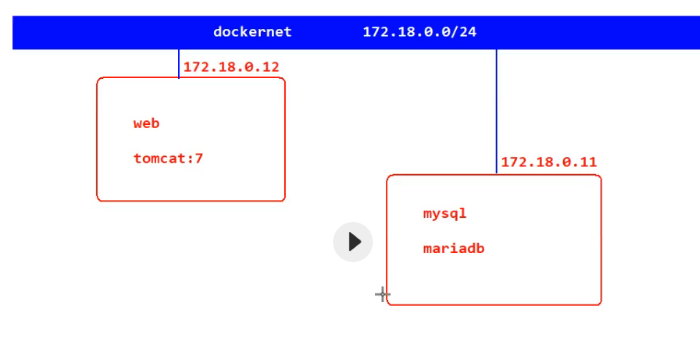 dockernet 172.18.0.0/24
172.18.0.12
web
tomcat:7
172.18.0.11
mysql
mariadb